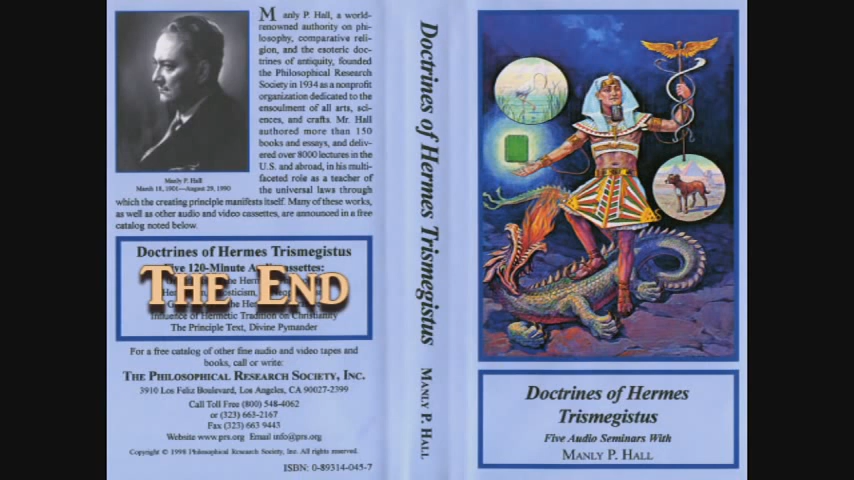 Manly P. Hall, a world-
renowned authority on phi-
losophy, comparative reli-
gion, and the esoteric doc-
trines of antiquity, founded
the Philosophical Research
Society in 1934 as a nonprofit
organization dedicated to the
ensoulment of all arts, sci-
ences, and crafts. Mr. Hall
authored more than 150
books and essays, and deliv-
ered over 8000 lectures in the
U.S. and abroad, in his multi-
faceted role as a teacher of
the universal laws through
which the creating principle manifests itself. Many of these works,
as well as other audio and video cassettes, are announced in a free
catalog noted below.
Manly P. Hall
March 18, 1901—August 29, 1990
Doctrines of Hermes Trismegistus
Five 120-Minute Audio Cassettes:
the Herm
THE END
the He
Influence of Hermetic Tradition on Christianity
The Principle Text, Divine Pymander
For a free catalog of other fine audio and video tapes and
books, call or write:
THE PHILOSOPHICAL RESEARCH SOCIETY, INC.
3910 Los Feliz Boulevard, Los Angeles, CA 90027-2399
Call Toll Free (800) 548-4062
or (323) 663-2167
Fax (323) 663 9443
Website www.prs.org Email info@prs.org
Copyright © 1998 Philosophical Research Society, Inc. All rights reserved.
ISBN: 0-89314-045-7
Doctrines of Hermes Trismegistus MANLY P. HALL
Doctrines of Hermes
Trismegistus
Five Audio Seminars With
MANLY P. HALL